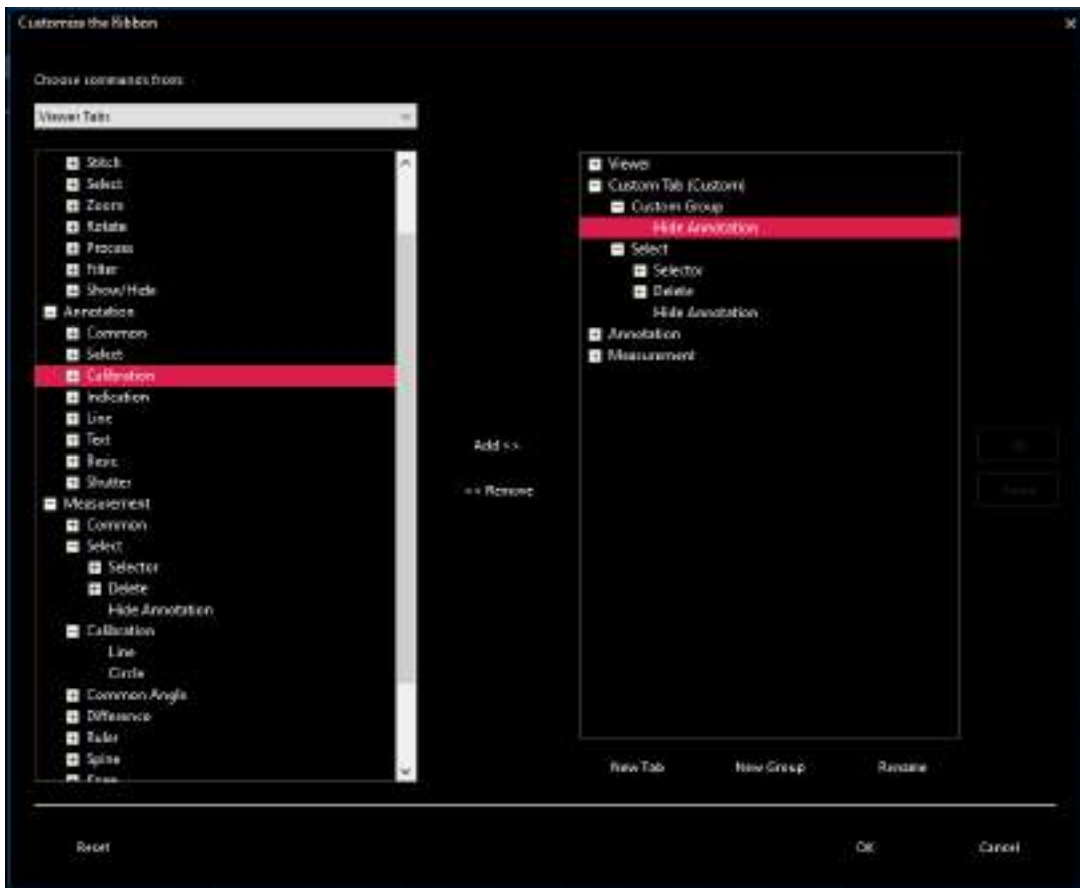 Customize the Ribbon
Choose commands from:
Viewer Tabs
Stitch
Select
Zoom
Rotate
Process
Filter
Show/Hide
Annotation
Common
Select
Calibration
Indication
Line
Text
Basic
Shutter
Measurement
Common
Select
Selector
Delete
Hide Annotation
Calibration
Line
Circle
Common Angle
Difference
Ruler
Spine
Add >>
<< Remove
Viewer
Custom Tab (Custom)
Custom Group
Hide Annotation
Select
Selector
Delete
Hide Annotation
Annotation
Measurement
New Tab New Group Rename
Reset OK Cancel